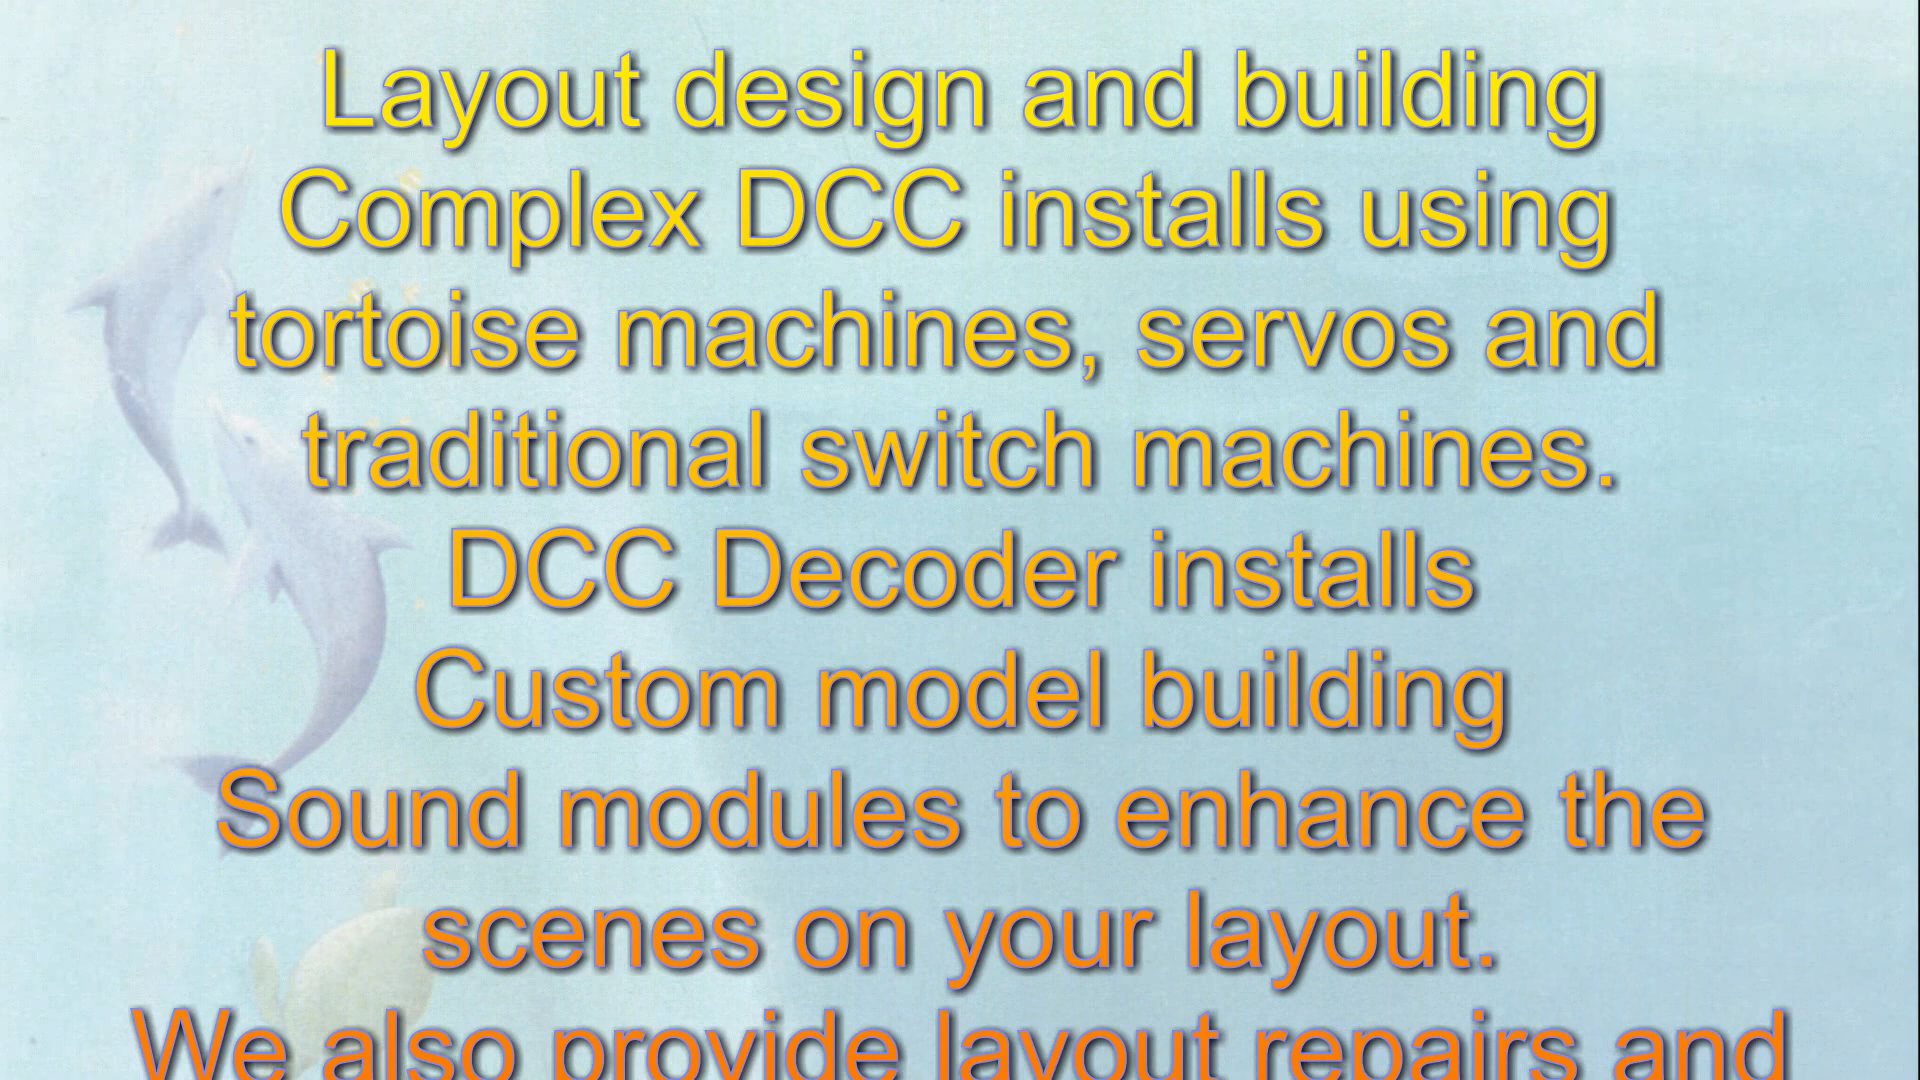 Layout design and building
Complex DCC installs using
tortoise machines, servos and
traditional switch machines.
DCC Decoder installs
Custom model building
Sound modules to enhance the
scenes on your layout.
We also provide layout repairs and